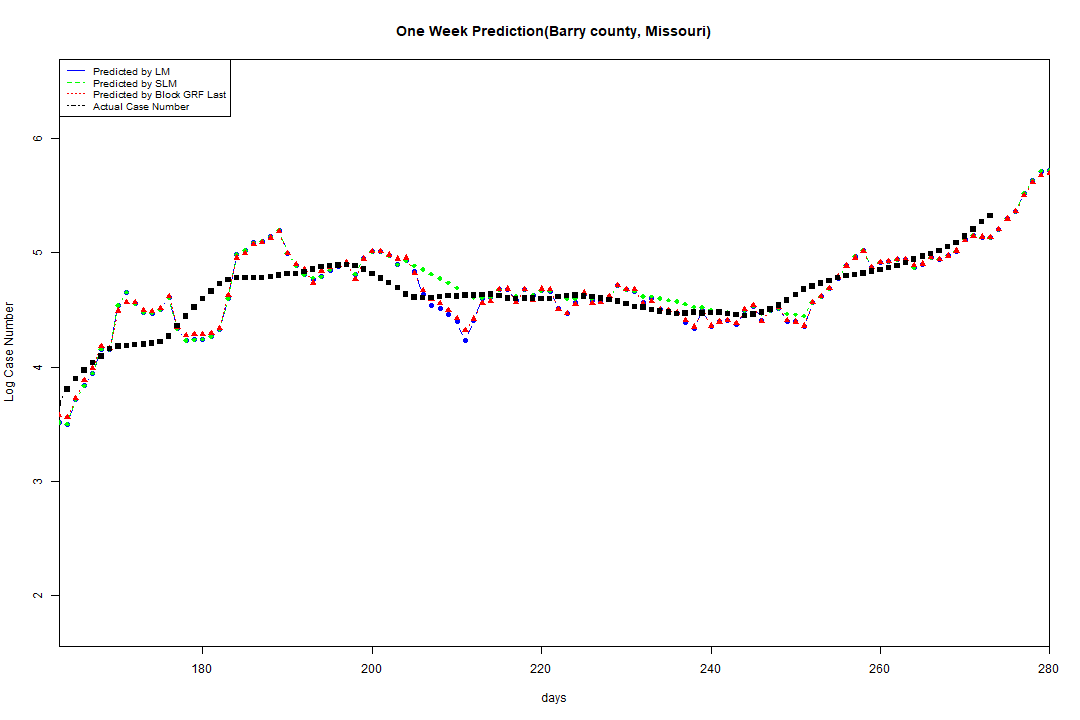 One Week Prediction(Barry county, Missouri)
Predicted by LM
Predicted by SLM
Predicted by Block GRF Last
Actual Case Number
6
5
4
3
2
Log Case Number
180 200 220 240 260 280
days